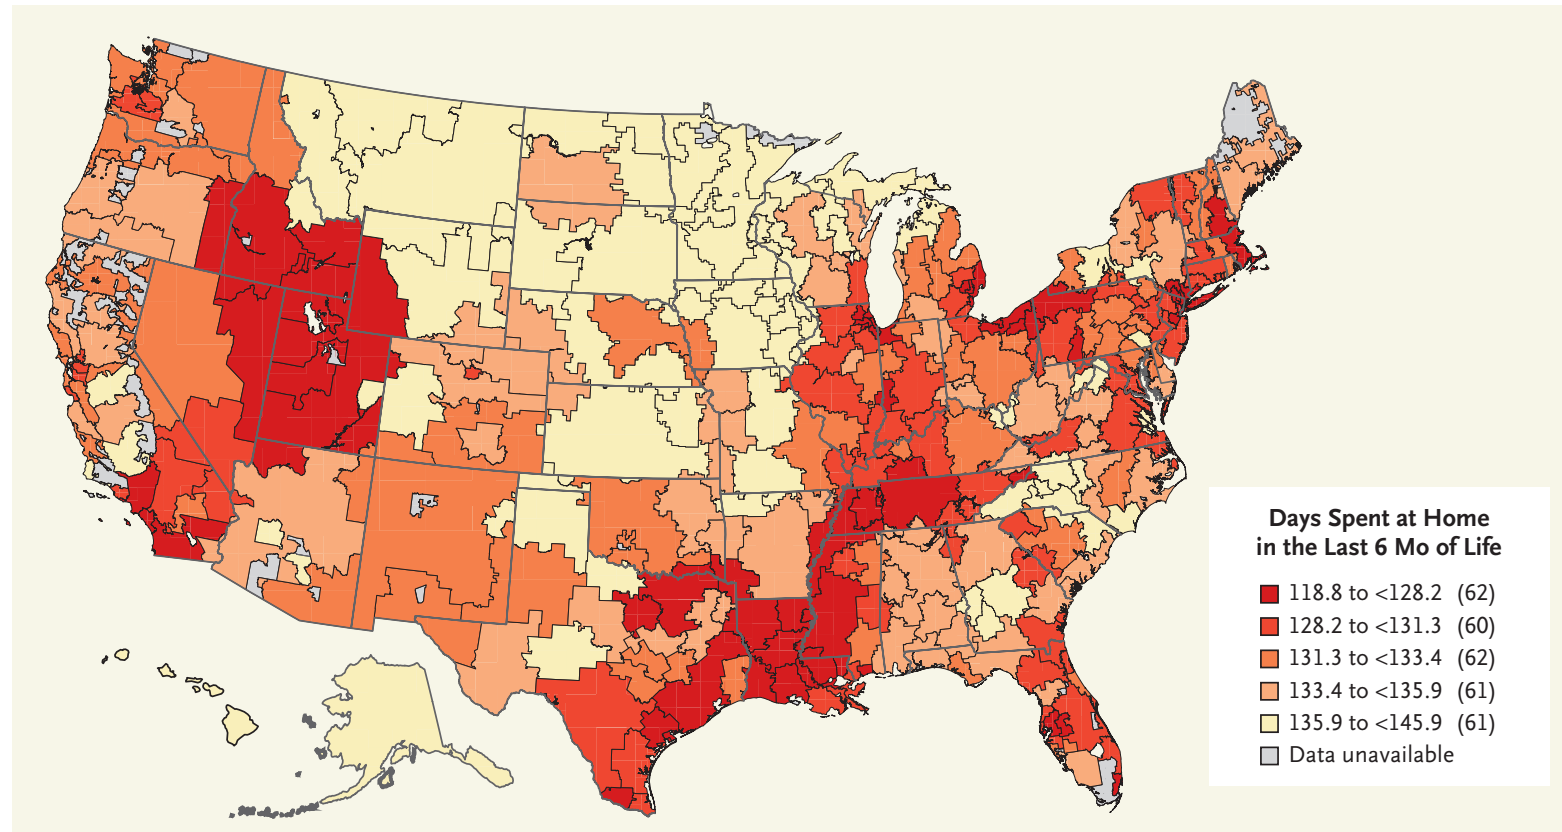 Days Spent at Home
in the Last 6 Mo of Life
118.8 to <128.2 (62)
128.2 to <131.3 (60)
131.3 to <133.4 (62)
133.4 to <135.9 (61)
135.9 to <145.9 (61)
Data unavailable